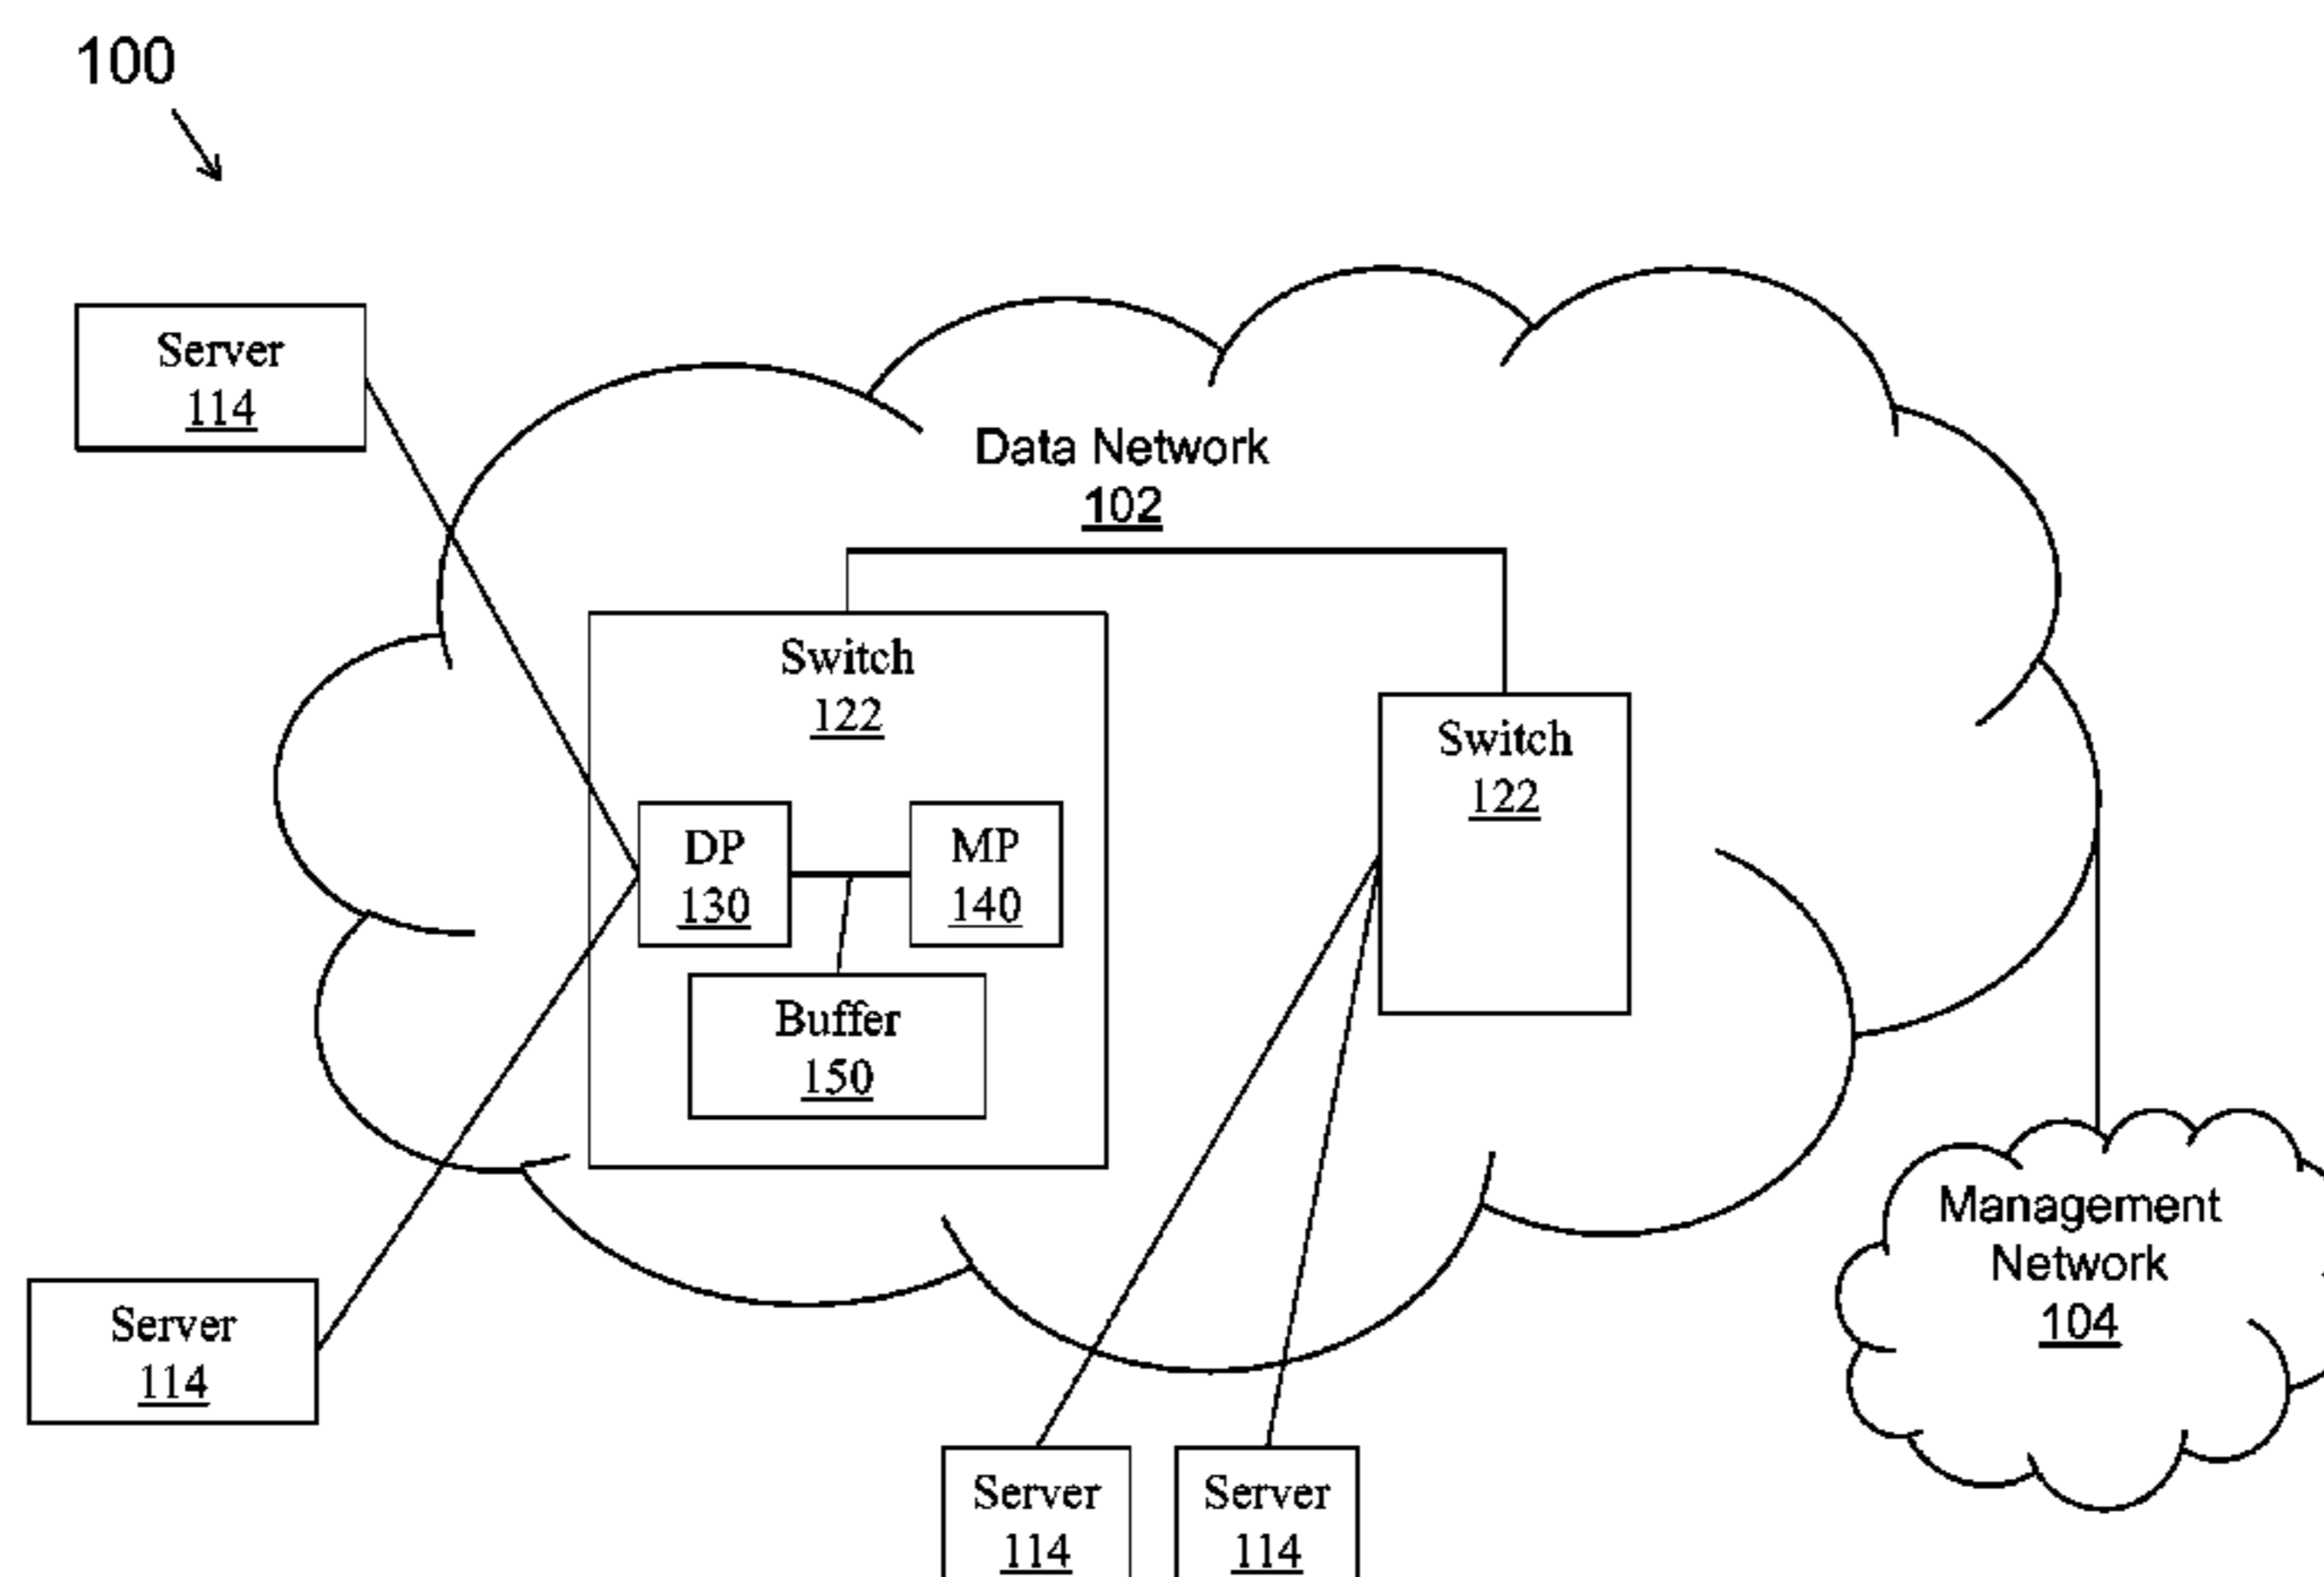 100
Server
114
Data Network
102
Switch
122
Switch
122
DP
130
MP
140
Buffer
150
Management
Network
104
Server
114
Server
114
Server
114